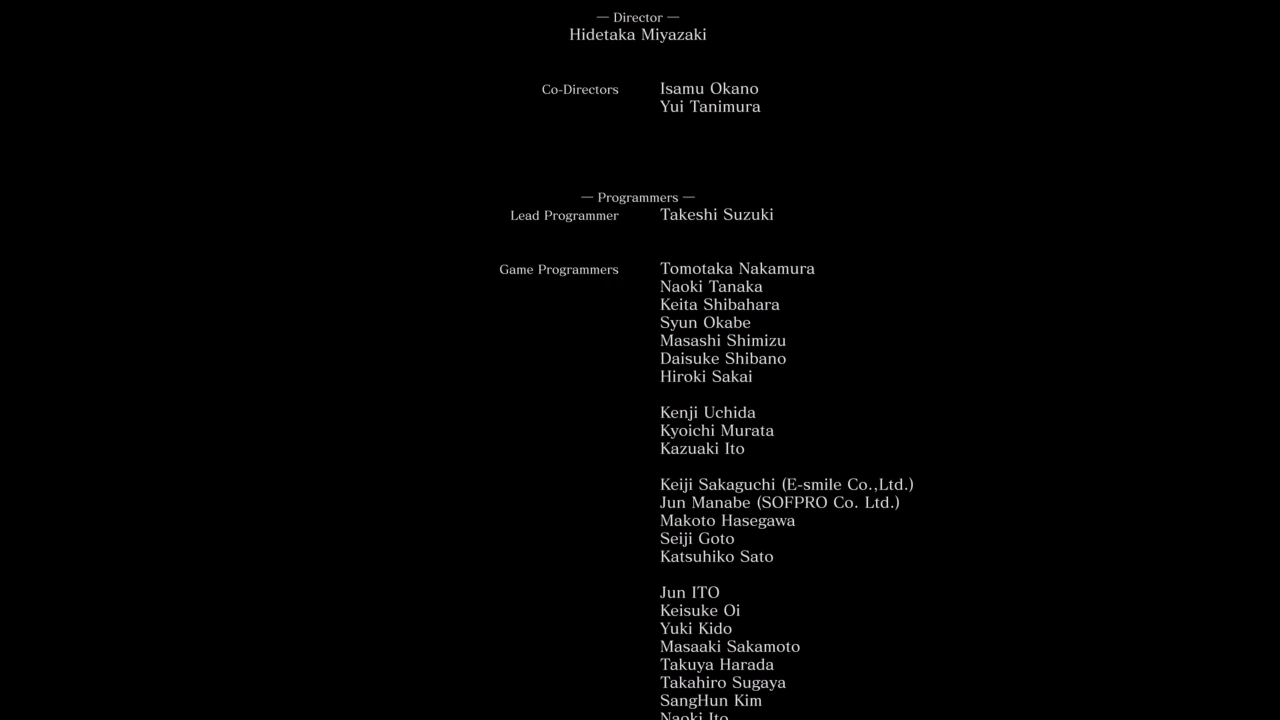 — Director —
Hidetaka Miyazaki
Co-Directors Isamu Okano
Yui Tanimura
— Programmers —
Lead Programmer Takeshi Suzuki
Game Programmers Tomotaka Nakamura
Naoki Tanaka
Keita Shibahara
Syun Okabe
Masashi Shimizu
Daisuke Shibano
Hiroki Sakai
Kenji Uchida
Kyoichi Murata
Kazuaki Ito
Keiji Sakaguchi (E-smile Co.,Ltd.)
Jun Manabe (SOFPRO Co. Ltd.)
Makoto Hasegawa
Seiji Goto
Katsuhiko Sato
Jun ITO
Keisuke Oi
Yuki Kido
Masaaki Sakamoto
Takuya Harada
Takahiro Sugaya
SangHun Kim
Naoki Ito